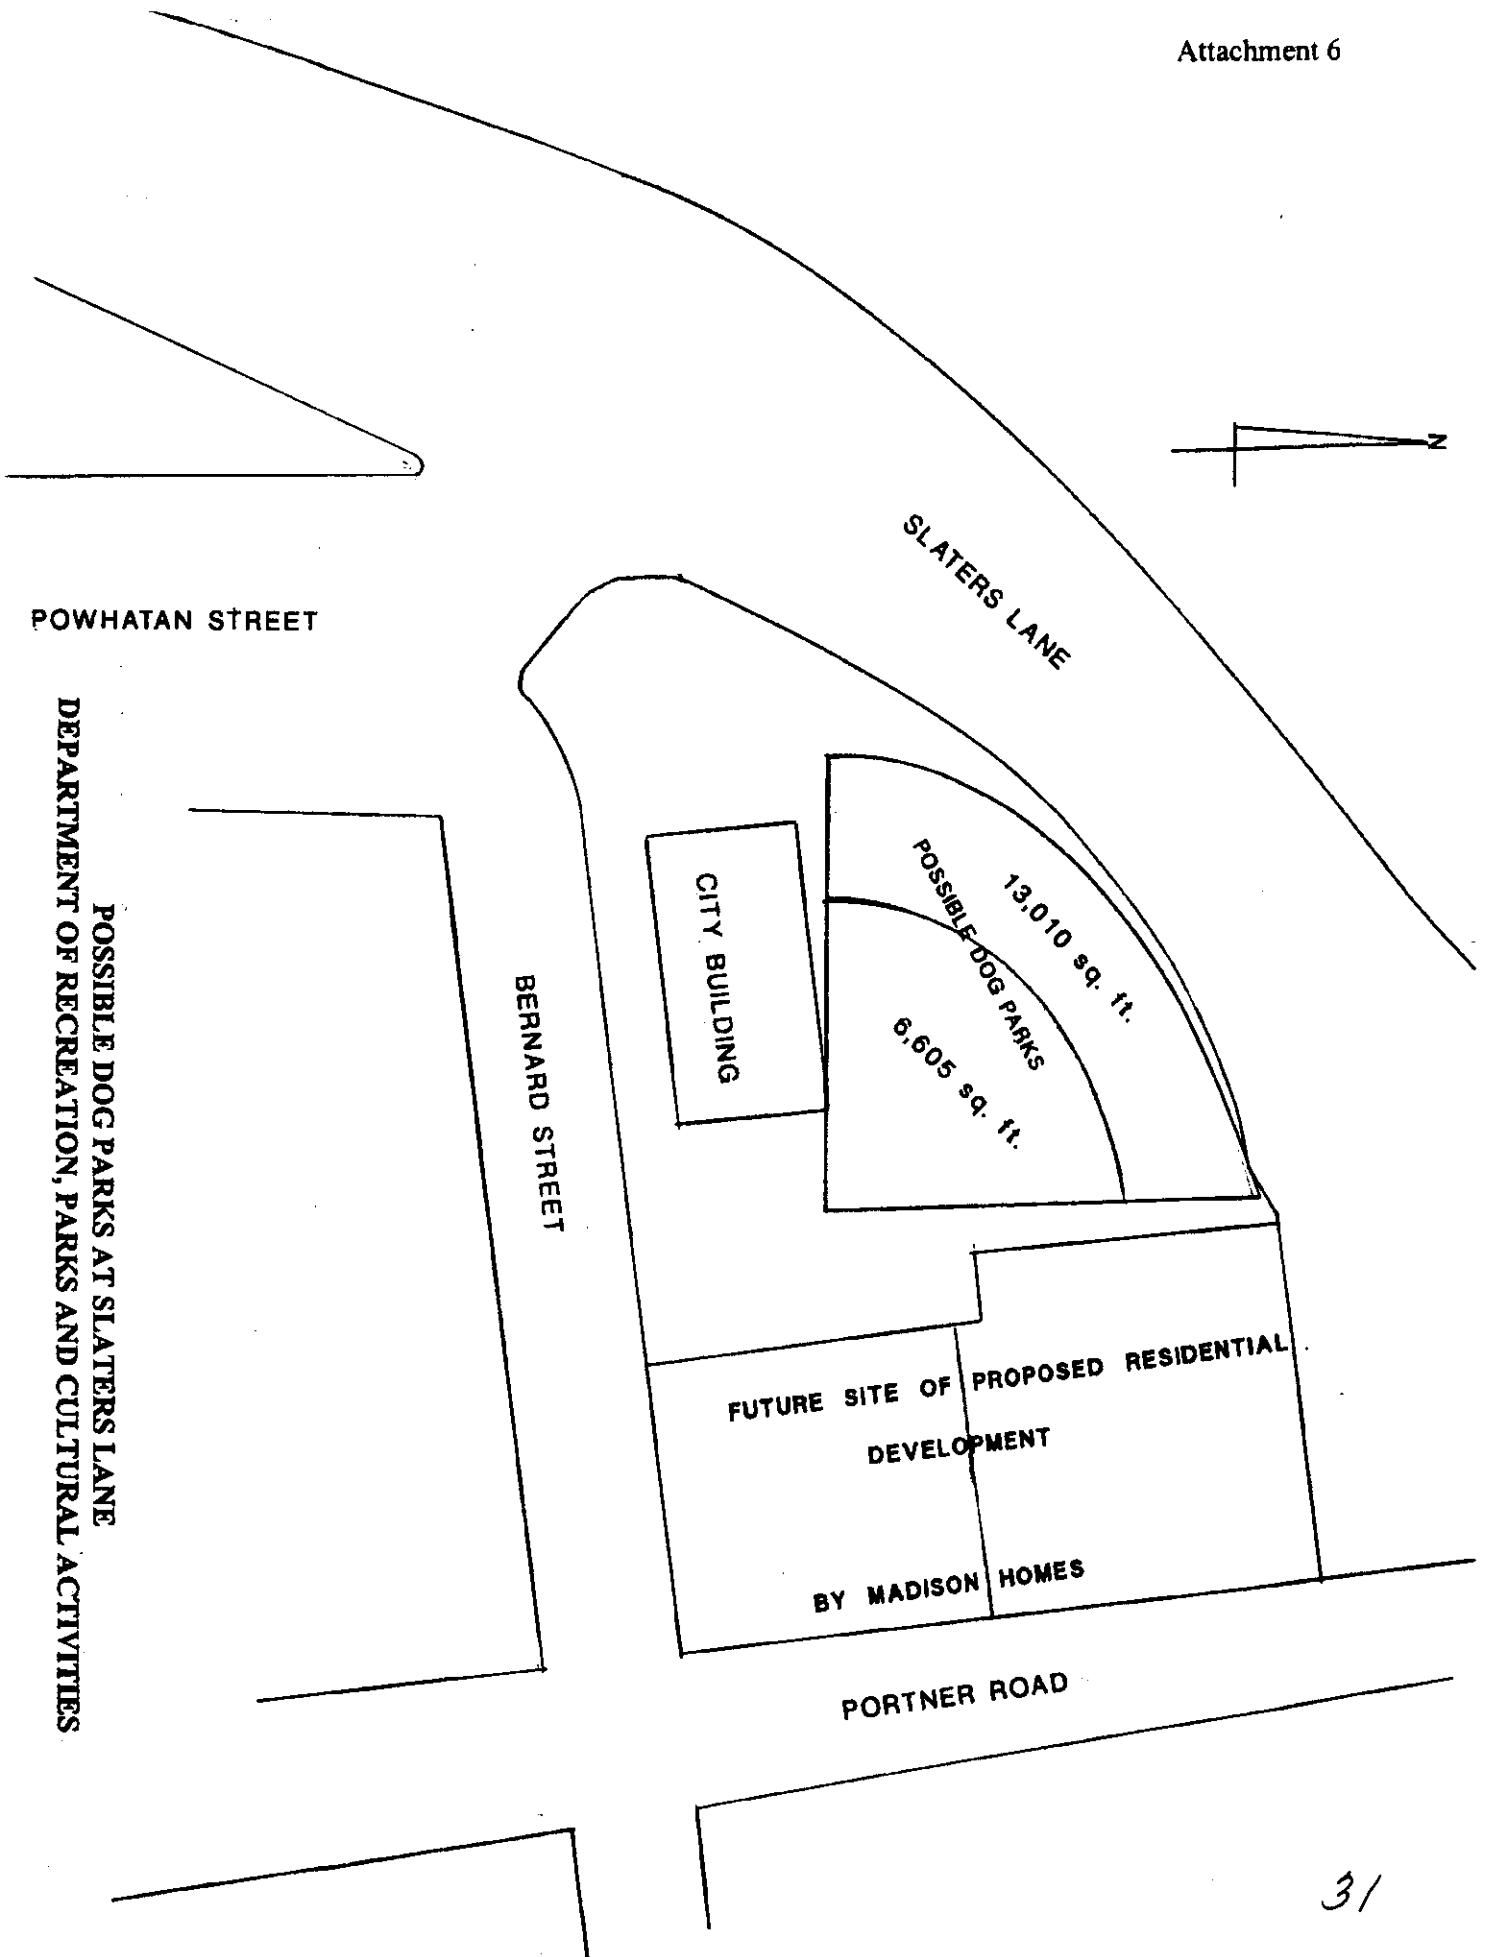 Attachment 6
N
SLATERS LANE
POWHATAN STREET
POSSIBLE DOG PARKS
13,010 sq. ft.
6,605 sq. ft.
CITY BUILDING
BERNARD STREET
FUTURE SITE OF PROPOSED RESIDENTIAL
DEVELOPMENT
BY MADISON HOMES
PORTNER ROAD
POSSIBLE DOG PARKS AT SLATERS LANE
DEPARTMENT OF RECREATION, PARKS AND CULTURAL ACTIVITIES
31